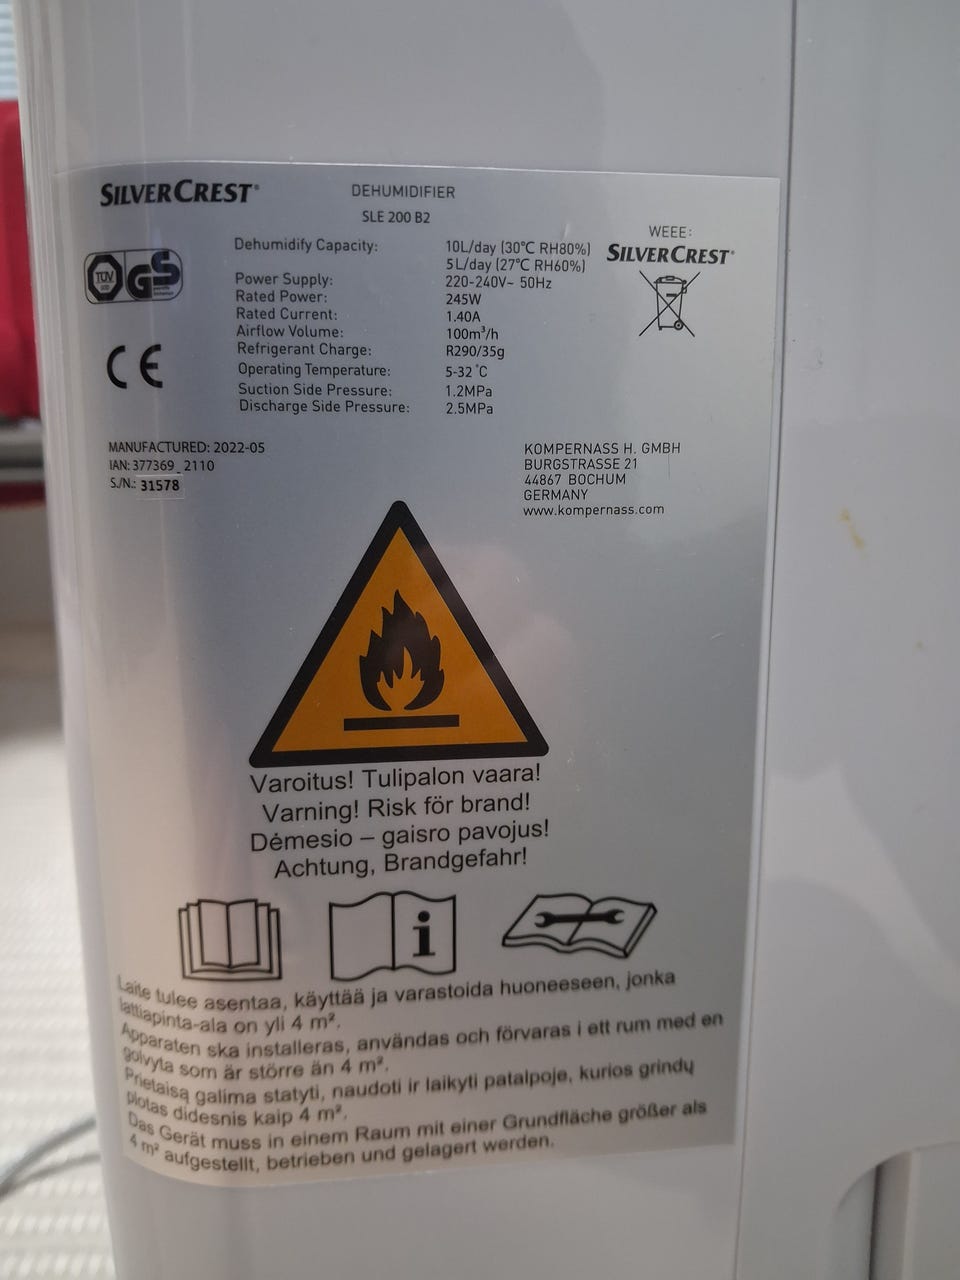 SILVERCREST®
DEHUMIDIFIER
SLE 200 B2
Dehumidify Capacity: 10L/day (30℃ RH80%)
5L/day (27℃ RH60%)
Power Supply: 220-240V~ 50Hz
Rated Power: 245W
Rated Current: 1.40A
Airflow Volume: 100m³/h
Refrigerant Charge: R290/35g
Operating Temperature: 5-32˚C
Suction Side Pressure: 1.2MPa
Discharge Side Pressure: 2.5MPa
WEEE:
SILVERCREST®
TÜV
GS
CE
MANUFACTURED: 2022-05
IAN: 377369_2110
S./N.: 31578
KOMPERNASS H. GMBH
BURGSTRASSE 21
44867 BOCHUM
GERMANY
www.kompernass.com
Varoitus! Tulipalon vaara!
Varning! Risk för brand!
Dėmesio – gaisro pavojus!
Achtung, Brandgefahr!
i
Laite tulee asentaa, käyttää ja varastoida huoneeseen, jonka
lattiapinta-ala on yli 4 m².
Apparaten ska installeras, användas och förvaras i ett rum med en
golvyta som är större än 4 m².
Prietaisą galima statyti, naudoti ir laikyti patalpoje, kurios grindų
plotas didesnis kaip 4 m².
Das Gerät muss in einem Raum mit einer Grundfläche größer als
4 m² aufgestellt, betrieben und gelagert werden.